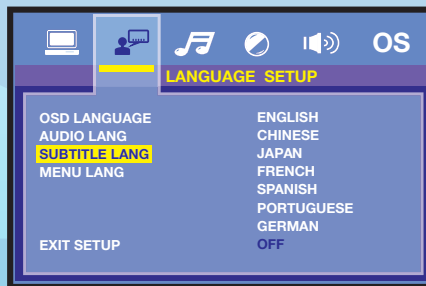 OS
LANGUAGE SETUP
OSD LANGUAGE
AUDIO LANG
SUBTITLE LANG
MENU LANG
EXIT SETUP
ENGLISH
CHINESE
JAPAN
FRENCH
SPANISH
PORTUGUESE
GERMAN
OFF